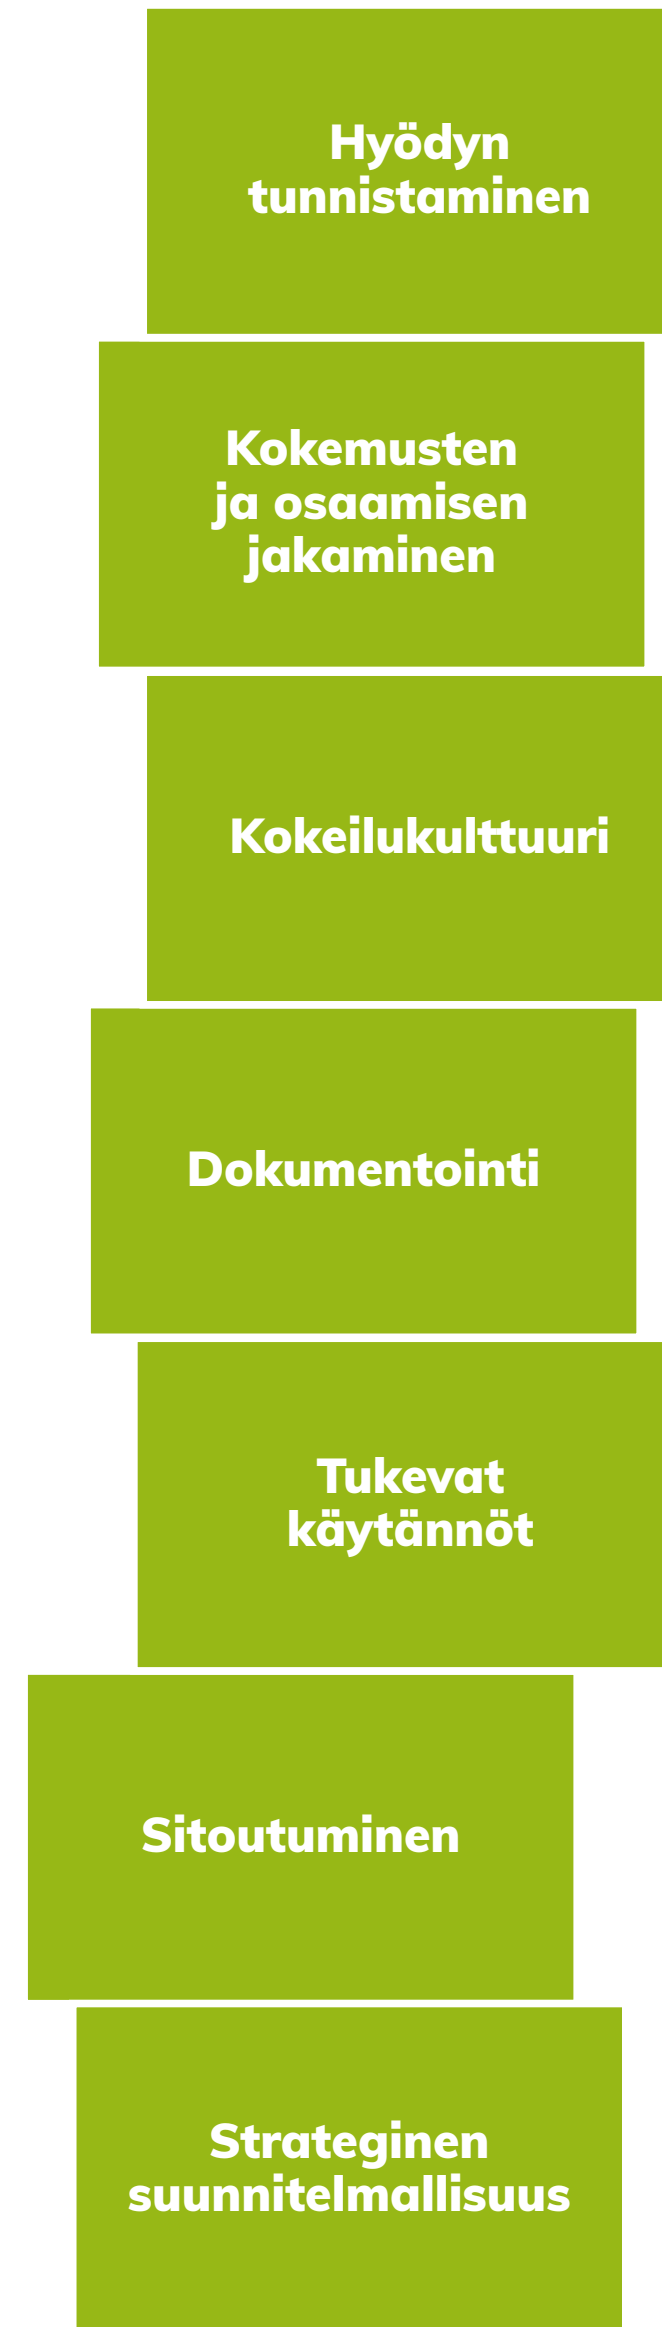 Hyödyn
tunnistaminen
Kokemusten
ja osaamisen
jakaminen
Kokeilukulttuuri
Dokumentointi
Tukevat
käytännöt
Sitoutuminen
Strateginen
suunnitelmallisuus